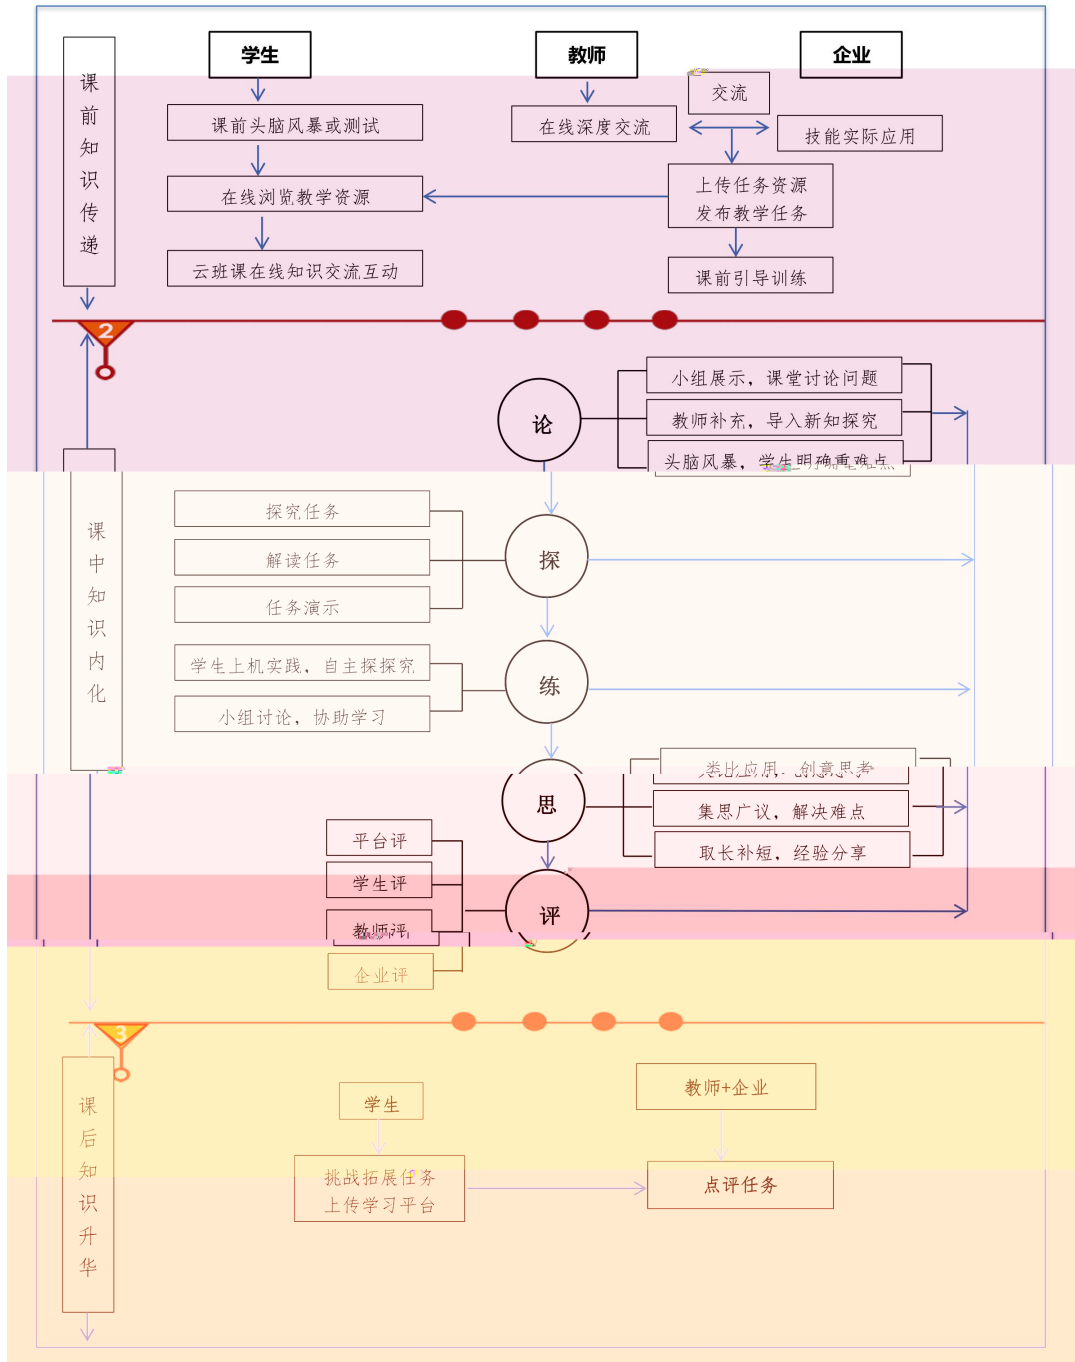 学生
教师
企业
课前知识传递
交流
课前头脑风暴或测试
在线深度交流
技能实际应用
在线浏览教学资源
上传任务资源
发布教学任务
云班课在线知识交流互动
课前引导训练
2
论
小组展示，课堂讨论问题
教师补充，导入新知探究
头脑风暴，学生明确重难点
课中知识内化
探究任务
解读任务
任务演示
探
学生上机实践，自主探探究
小组讨论，协助学习
练
思
类比应用，创意思考
集思广议，解决难点
取长补短，经验分享
平台评
学生评
教师评
企业评
评
3
课后知识升华
学生
教师+企业
挑战拓展任务
上传学习平台
点评任务